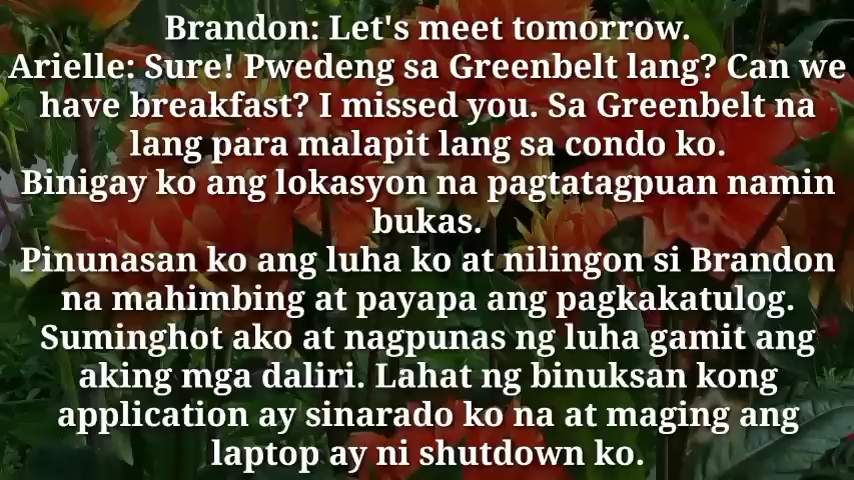 Brandon: Let's meet tomorrow.
Arielle: Sure! Pwedeng sa Greenbelt lang? Can we
have breakfast? I missed you. Sa Greenbelt na
lang para malapit lang sa condo ko.
Binigay ko ang lokasyon na pagtatagpuan namin
bukas.
Pinunasan ko ang luha ko at nilingon si Brandon
na mahimbing at payapa ang pagkakatulog.
Suminghot ako at nagpunas ng luha gamit ang
aking mga daliri. Lahat ng binuksan kong
application ay sinarado ko na at maging ang
laptop ay ni shutdown ko.